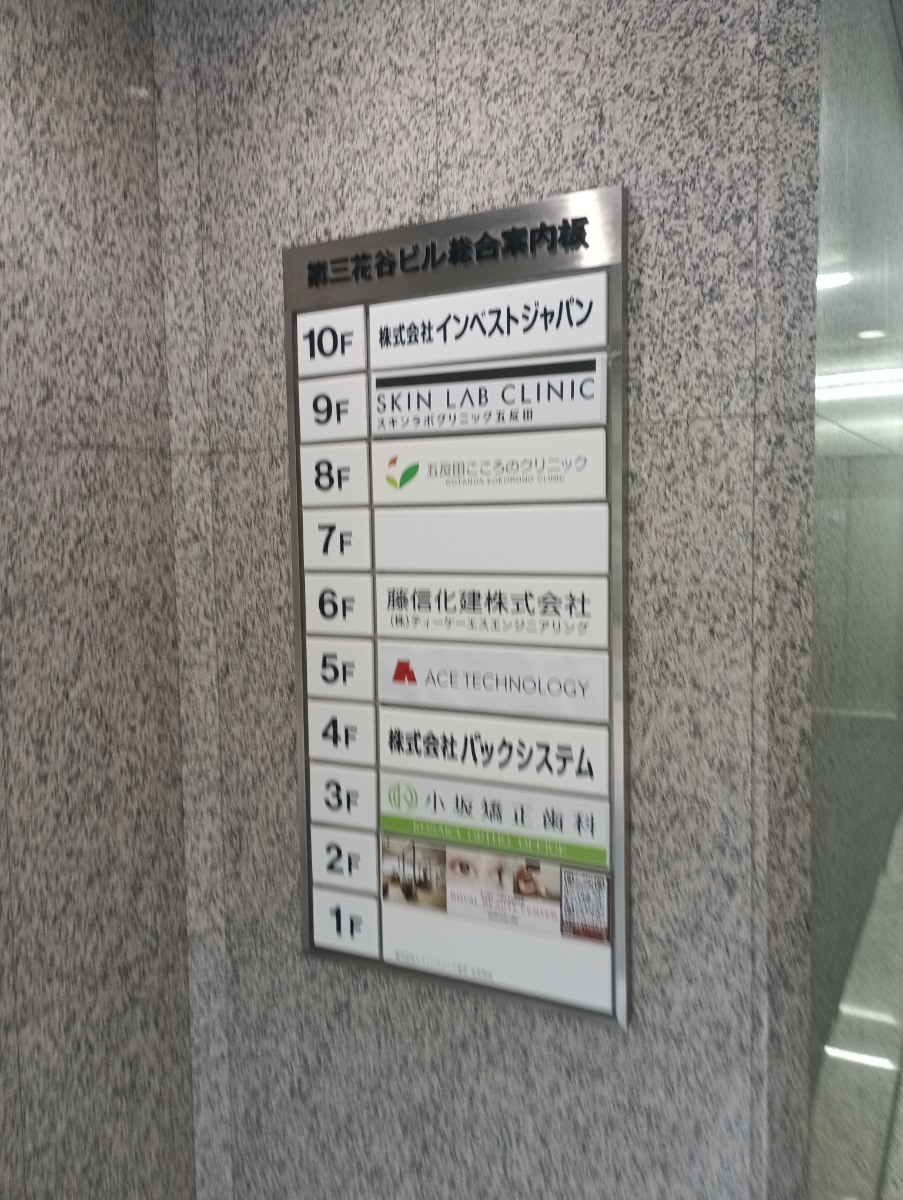 第三花谷ビル総合案内板
10F 株式会社インベストジャパン
9F SKIN LAB CLINIC
スキンラボクリニック五反田
8F 五反田こころのクリニック
GOTANDA KOKORONO CLINIC
7F
6F 藤信化建株式会社
(株)ティーケーエスエンジニアリング
5F ACE TECHNOLOGY
4F 株式会社バックシステム
3F 小坂矯正歯科
KOSAKA ORTHO OFFICE
2F
ROYAL BEAUTY CENTER
1F